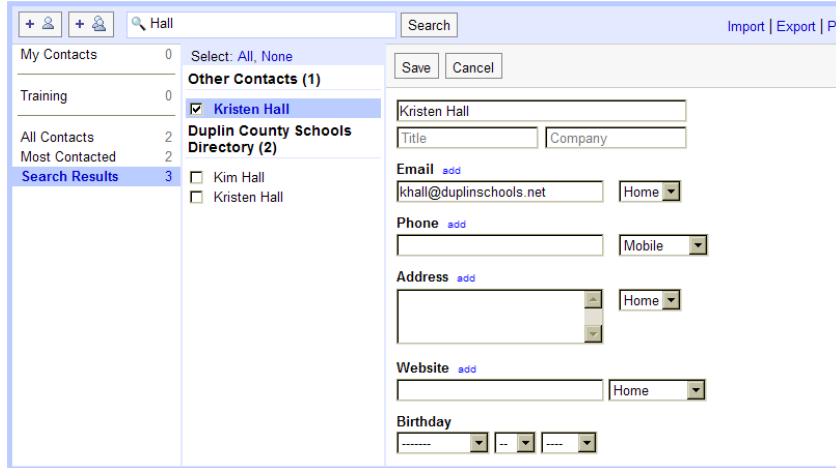 + + Hall Search Import | Export | P
My Contacts 0
Training 0
All Contacts 2
Most Contacted 2
Search Results 3
Select: All, None
Other Contacts (1)
Kristen Hall
Duplin County Schools
Directory (2)
Kim Hall
Kristen Hall
Save Cancel
Kristen Hall
Title Company
Email add
khall@duplinschools.net Home
Phone add
Mobile
Address add
Home
Website add
Home
Birthday
------- -- ----